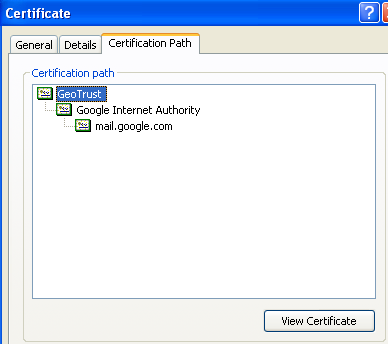 Certificate
General Details Certification Path
Certification path
GeoTrust
Google Internet Authority
mail.google.com
View Certificate